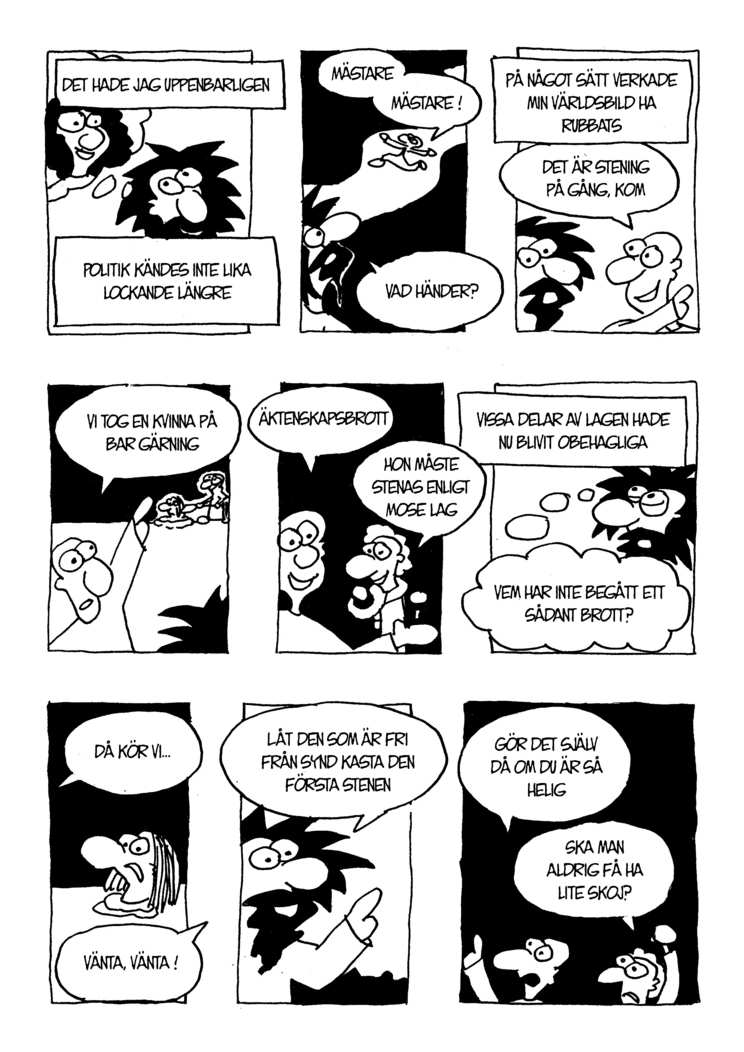 DET HADE JAG UPPENBARLIGEN
POLITIK KÄNDES INTE LIKA
LOCKANDE LÄNGRE
MÄSTARE
MÄSTARE !
VAD HÄNDER?
PÅ NÅGOT SÄTT VERKADE
MIN VÄRLDSBILD HA
RUBBATS
DET ÄR STENING
PÅ GÅNG, KOM
VI TOG EN KVINNA PÅ
BAR GÄRNING
ÄKTENSKAPSBROTT
HON MÅSTE
STENAS ENLIGT
MOSE LAG
VISSA DELAR AV LAGEN HADE
NU BLIVIT OBEHAGLIGA
VEM HAR INTE BEGÅTT ETT
SÅDANT BROTT?
DÅ KÖR VI...
VÄNTA, VÄNTA !
LÅT DEN SOM ÄR FRI
FRÅN SYND KASTA DEN
FÖRSTA STENEN
GÖR DET SJÄLV
DÅ OM DU ÄR SÅ
HELIG
SKA MAN
ALDRIG FÅ HA
LITE SKOJ?